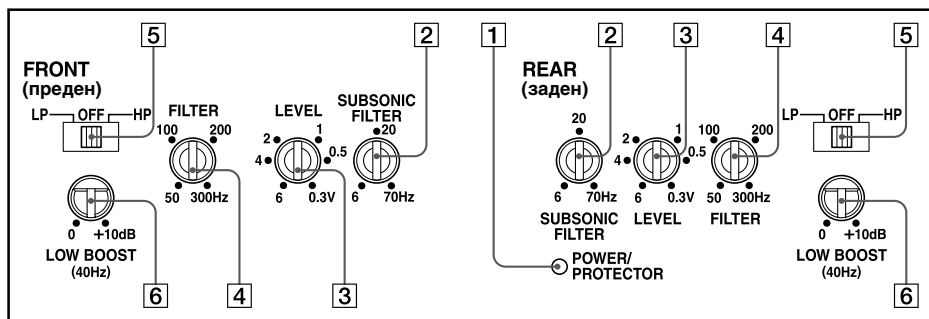 5 2 1 2 3 4 5
FRONT
(преден)
REAR
(заден)
LP OFF HP
FILTER
100 200
50 300Hz
LEVEL
2 1
4 0.5
6 0.3V
SUBSONIC
FILTER
20
6 70Hz
0 +10dB
LOW BOOST
(40Hz)
20
6 70Hz
SUBSONIC
FILTER
2 1
4 0.5
6 0.3V
LEVEL
100 200
50 300Hz
FILTER
LP OFF HP
0 +10dB
LOW BOOST
(40Hz)
POWER/
PROTECTOR
6 4 3 6